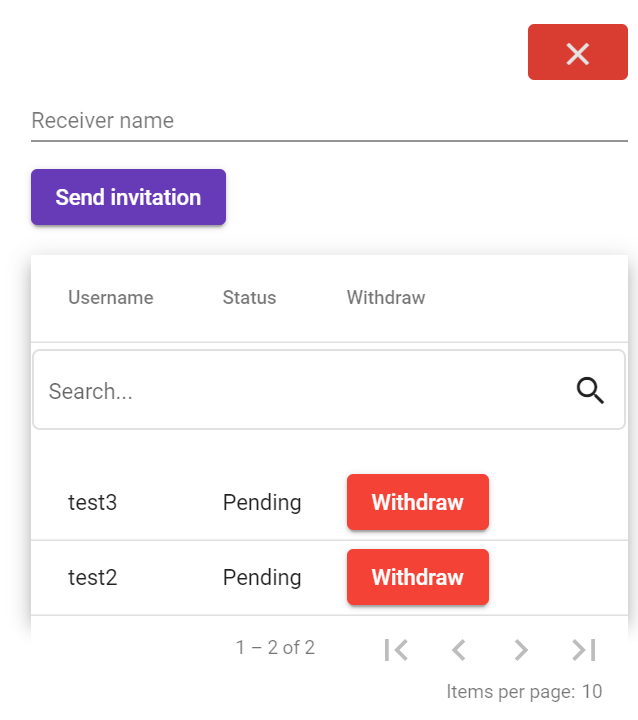 Receiver name
Send invitation
Username Status Withdraw
Search...
test3 Pending Withdraw
test2 Pending Withdraw
1 – 2 of 2
Items per page: 10